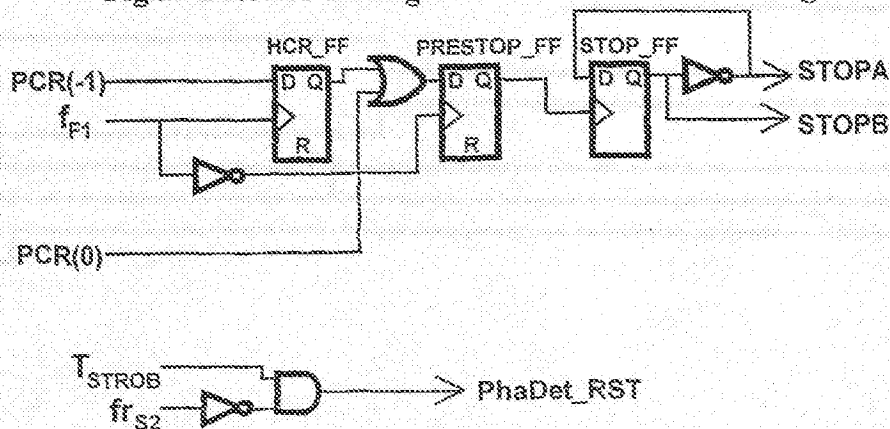 HCR_FF PRESTOP_FF STOP_FF
PCR(-1) D Q D Q D Q STOPA
f_F1 STOPB
R R
PCR(0)
T_STROB PhaDet_RST
fr_S2